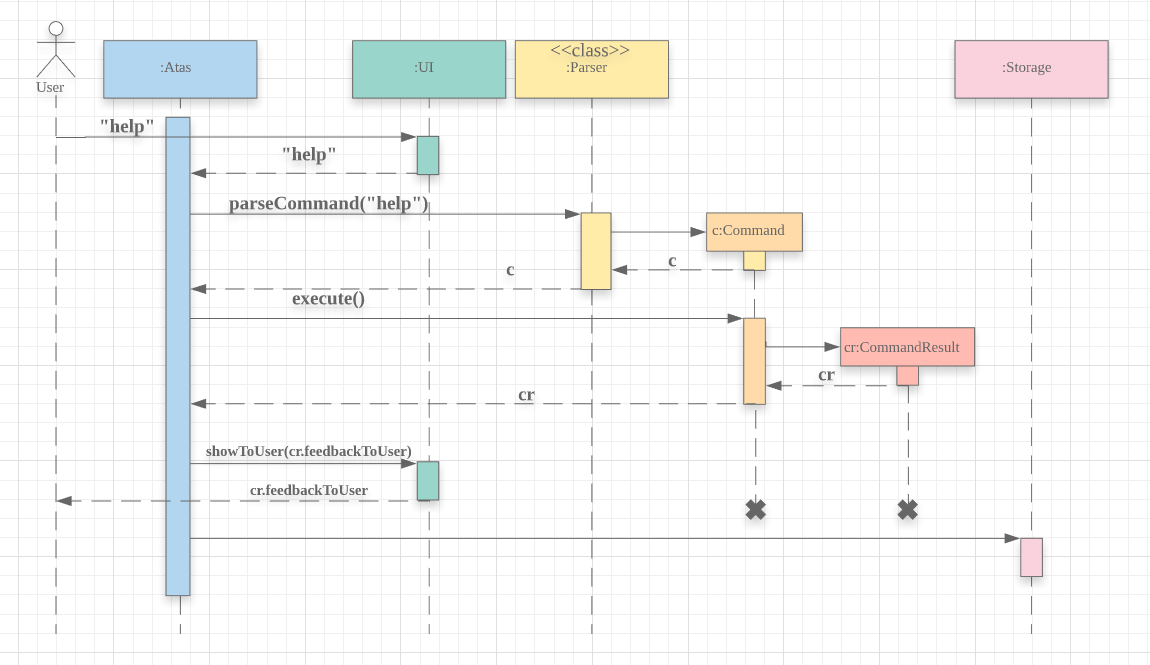 User
:Atas
:UI
<<class>>
:Parser
:Storage
"help"
"help"
parseCommand("help")
c:Command
c
c
execute()
cr:CommandResult
cr
cr
showToUser(cr.feedbackToUser)
cr.feedbackToUser